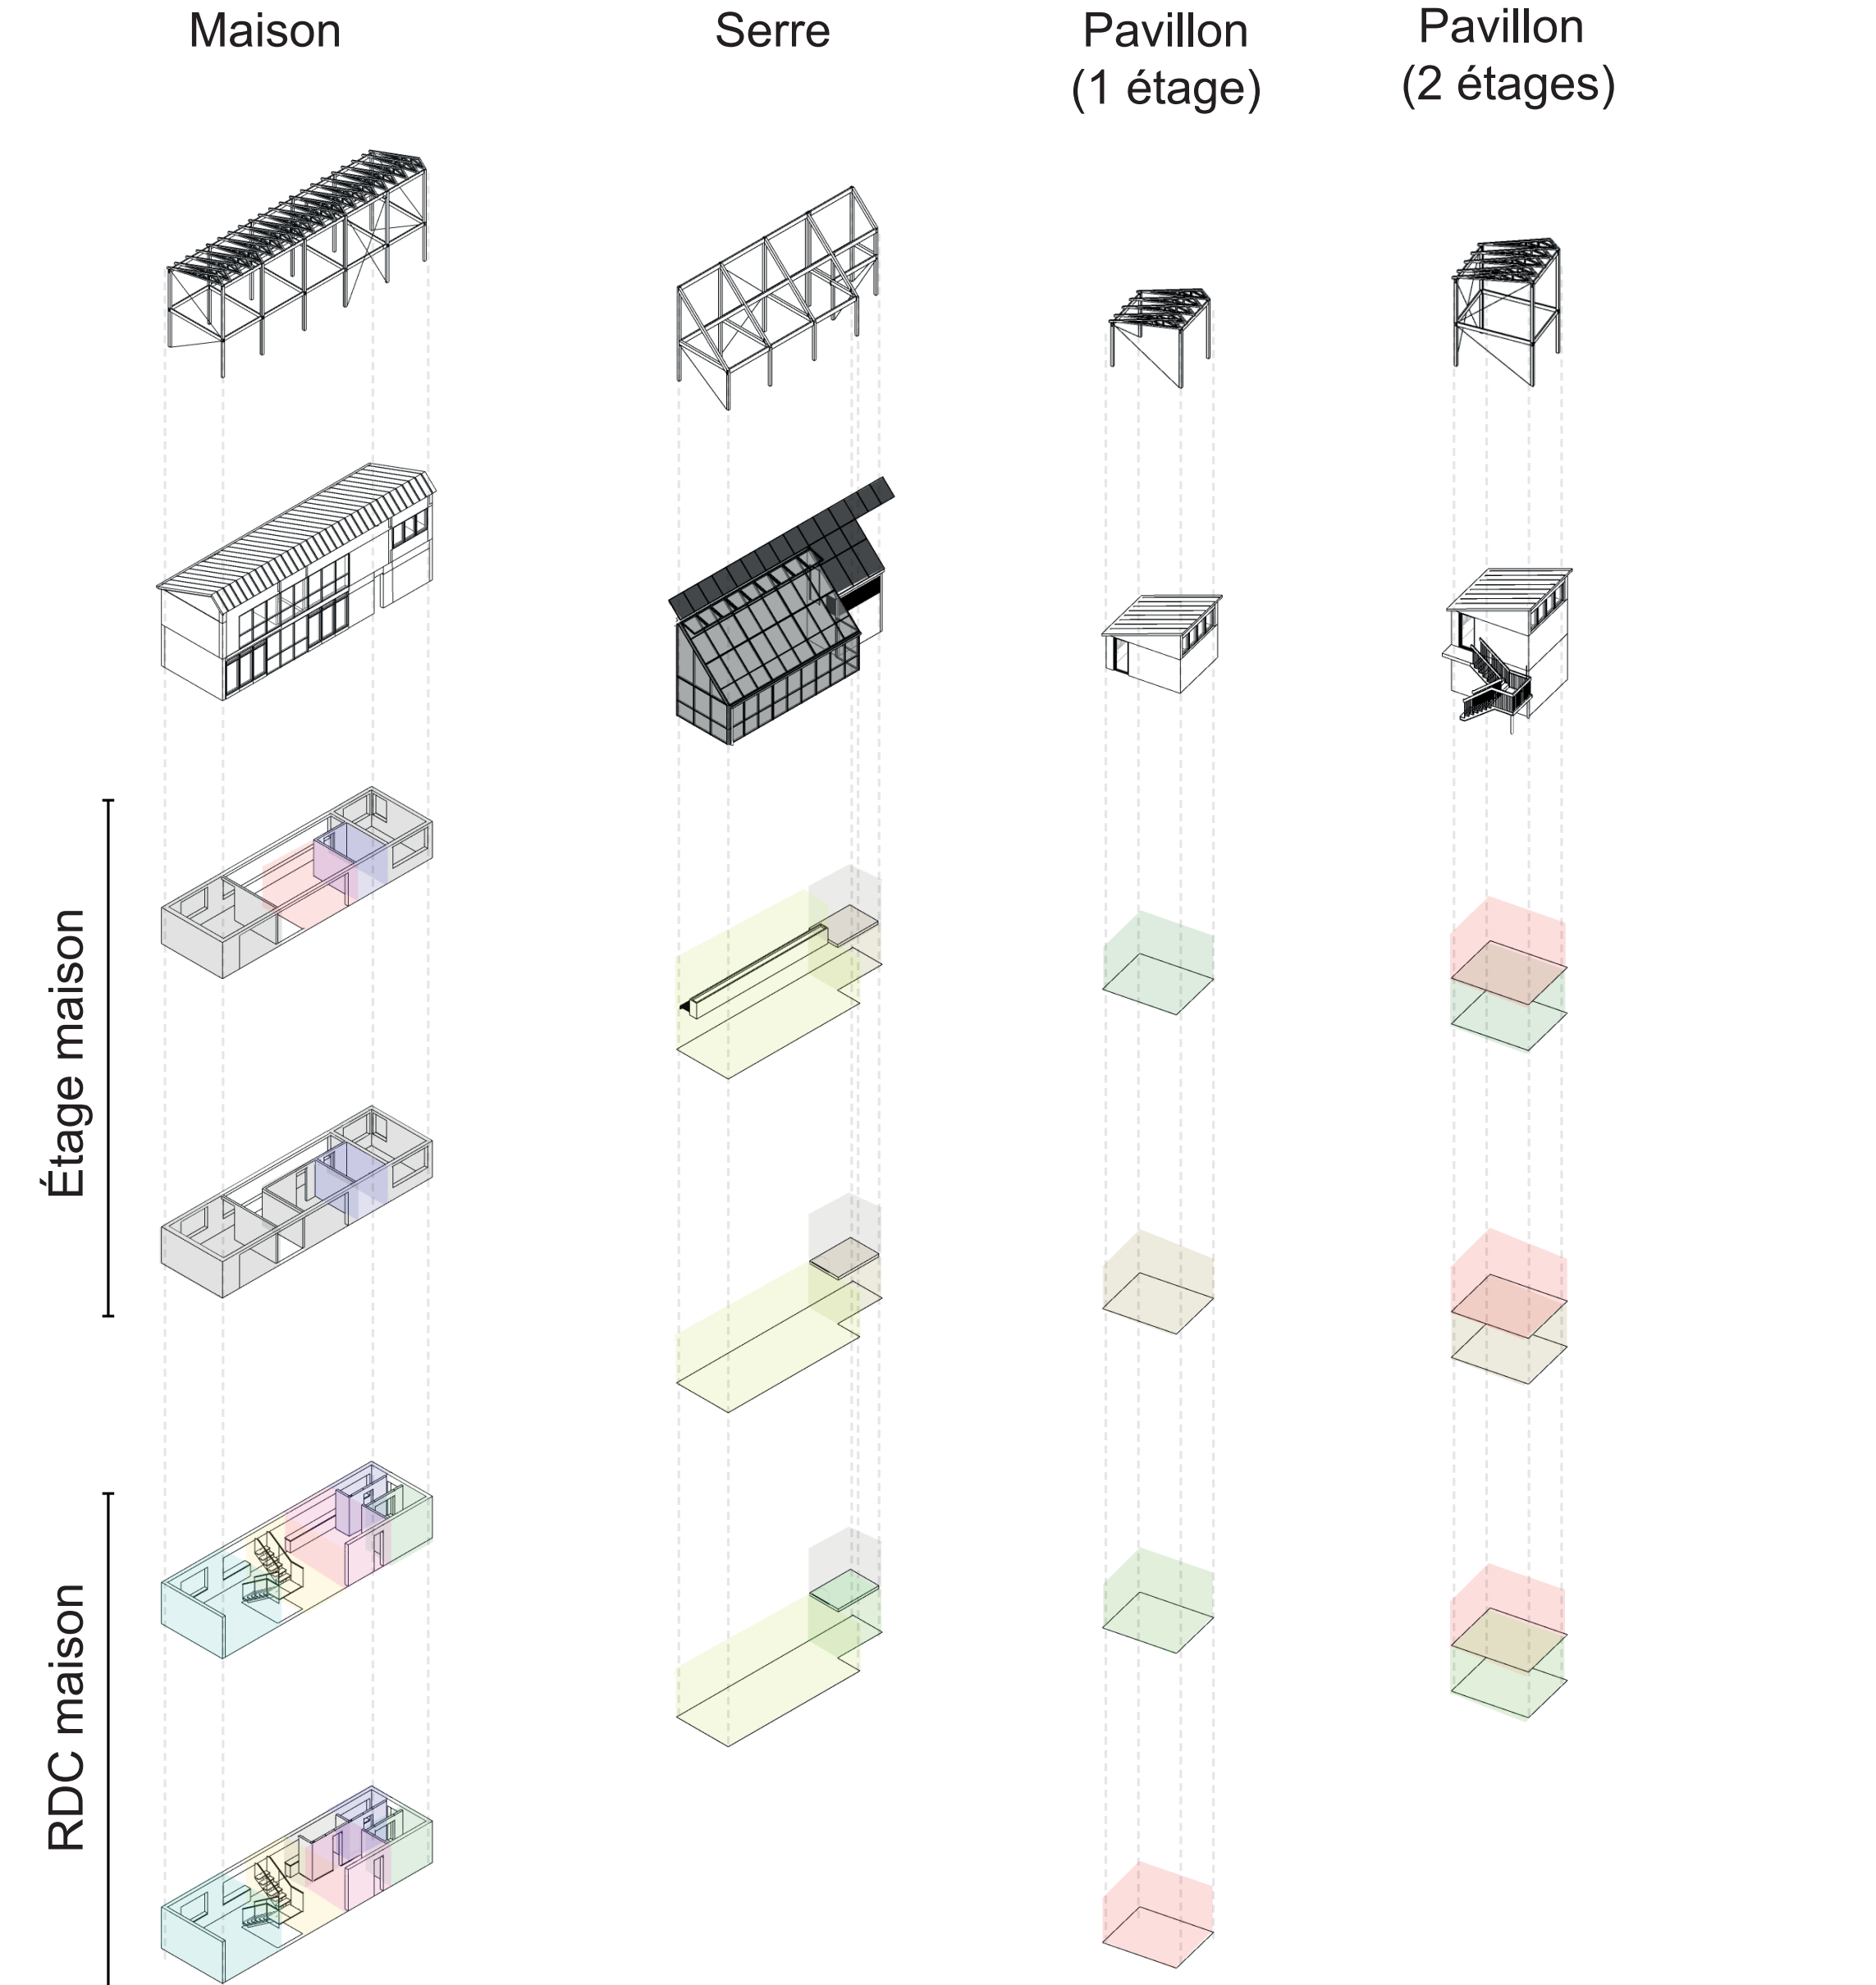 Maison
Serre
Pavillon
(1 étage)
Pavillon
(2 étages)
Étage maison
RDC maison